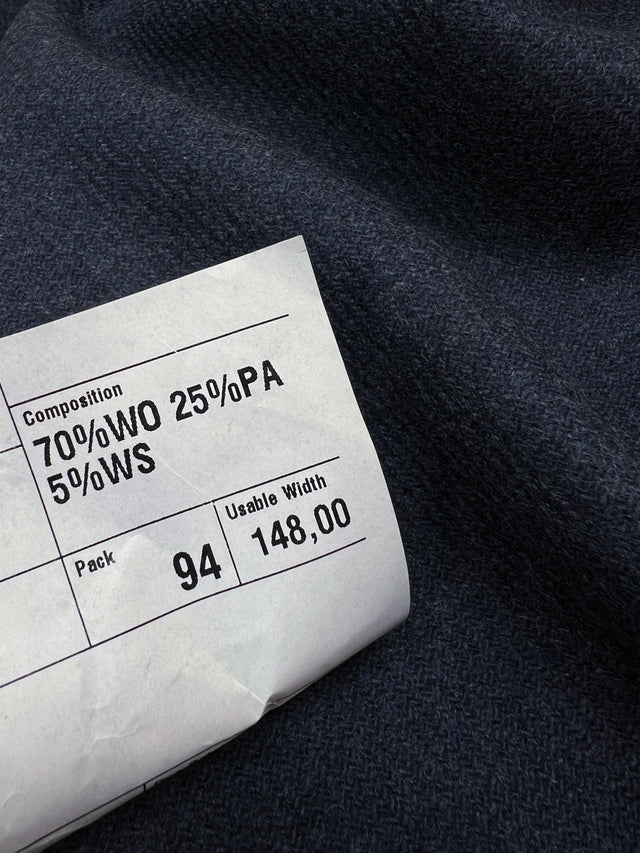 Composition
70%WO 25%PA
5%WS
Pack
94
Usable Width
148,00